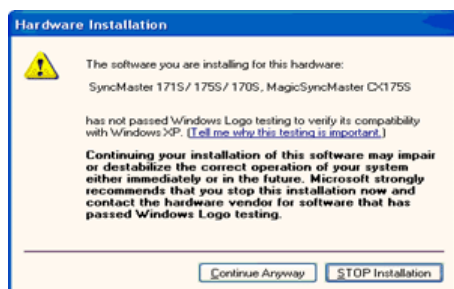 Hardware Installation
The software you are installing for this hardware:
SyncMaster 171S/ 175S/ 170S, MagicSyncMaster CX175S
has not passed Windows Logo testing to verify its compatibility
with Windows XP. (Tell me why this testing is important.)
Continuing your installation of this software may impair
or destabilize the correct operation of your system
either immediately or in the future. Microsoft strongly
recommends that you stop this installation now and
contact the hardware vendor for software that has
passed Windows Logo testing.
Continue Anyway STOP Installation